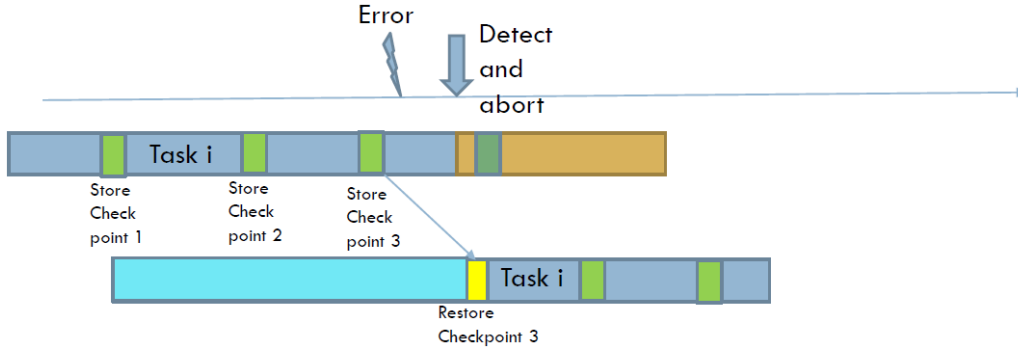 Error
Detect
and
abort
Task i
Store
Check
point 1
Store
Check
point 2
Store
Check
point 3
Task i
Restore
Checkpoint 3